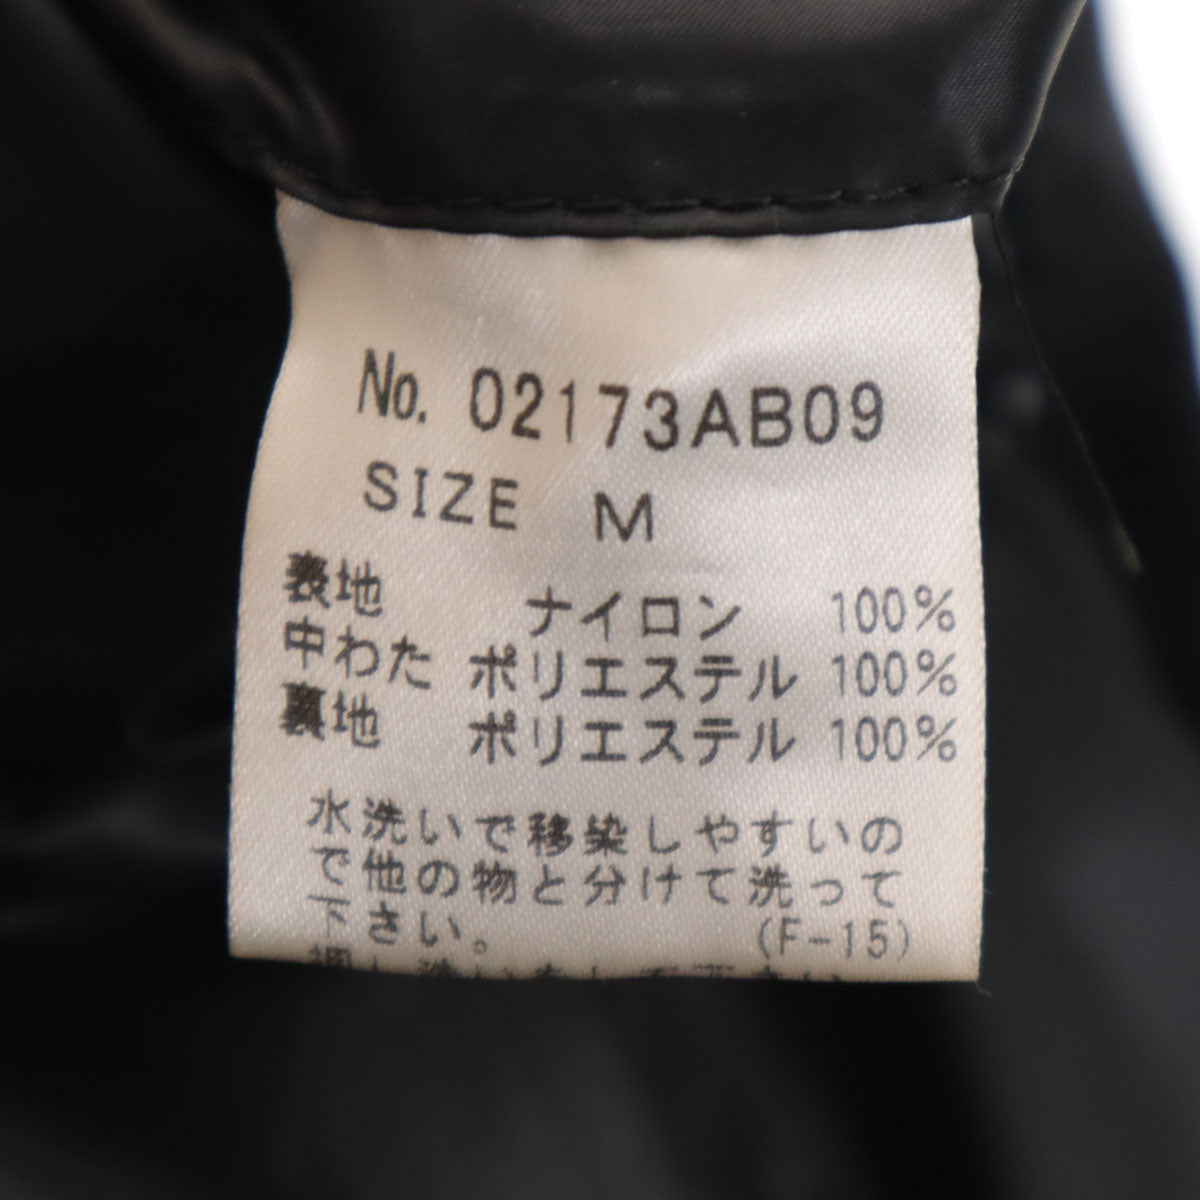 No. 02173AB09
SIZE M
表地 ナイロン 100%
中わた ポリエステル 100%
裏地 ポリエステル 100%
水洗いで移染しやすいの
で他の物と分けて洗って
下さい。 (F-15)